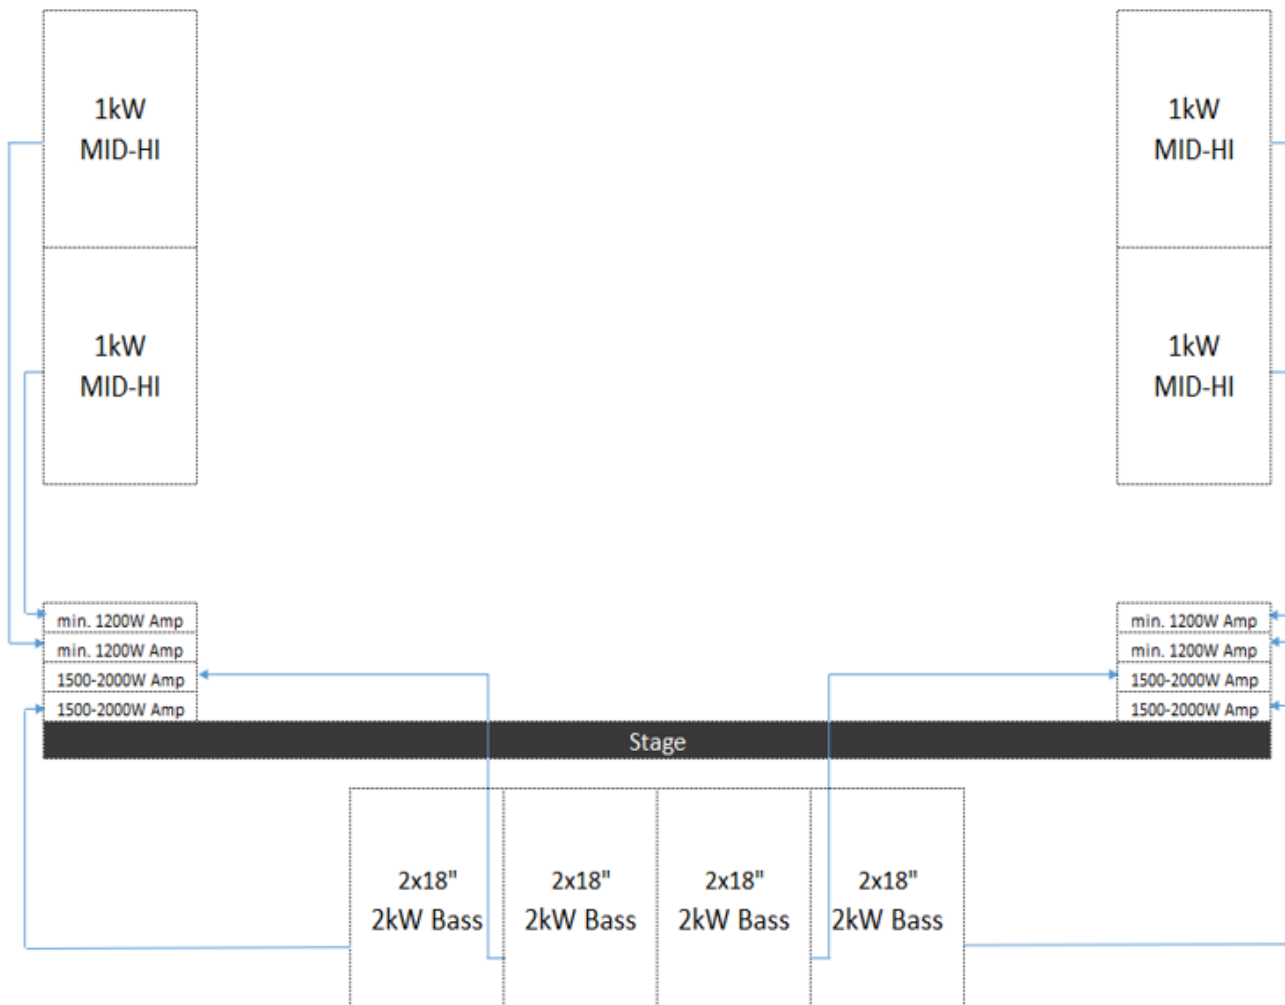 1kW
MID-HI
1kW
MID-HI
1kW
MID-HI
1kW
MID-HI
min. 1200W Amp
min. 1200W Amp
1500-2000W Amp
1500-2000W Amp
min. 1200W Amp
min. 1200W Amp
1500-2000W Amp
1500-2000W Amp
Stage
2x18"
2kW Bass
2x18"
2kW Bass
2x18"
2kW Bass
2x18"
2kW Bass